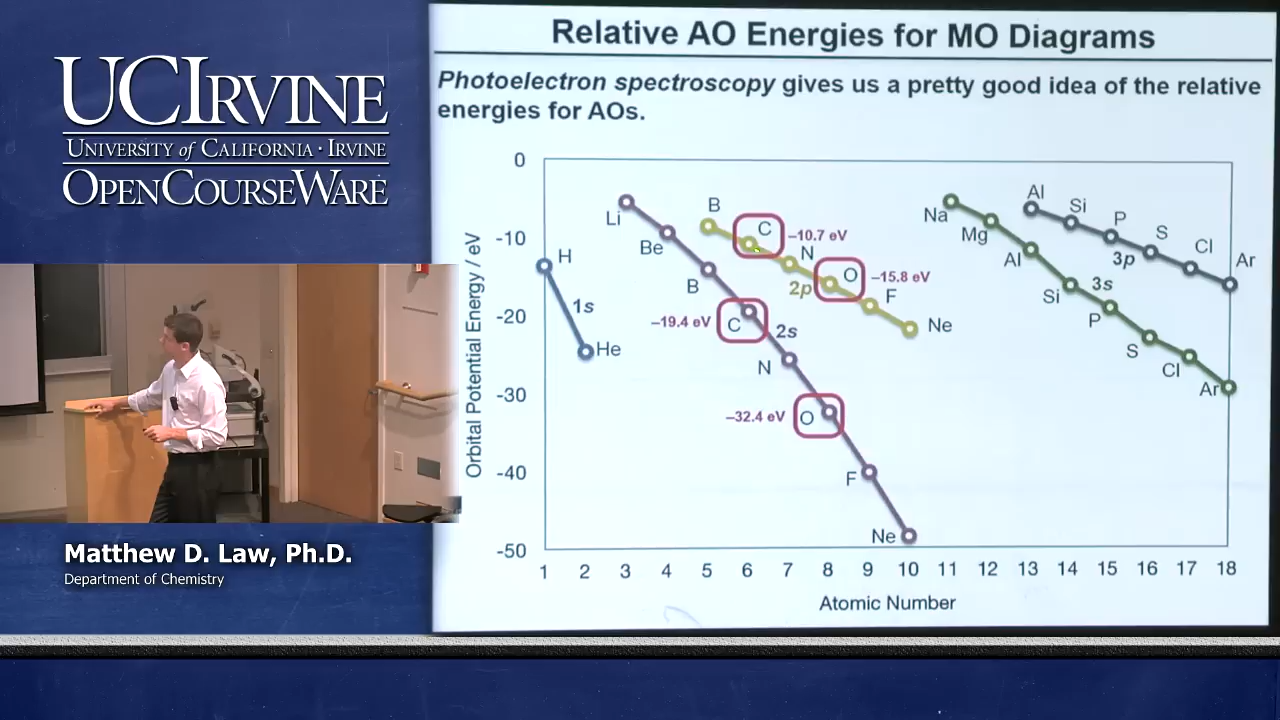 UCIRVINE
UNIVERSITY of CALIFORNIA · IRVINE
OPENCOURSEWARE
Matthew D. Law, Ph.D.
Department of Chemistry
Relative AO Energies for MO Diagrams
Photoelectron spectroscopy gives us a pretty good idea of the relative
energies for AOs.
Orbital Potential Energy / eV
0
-10
-20
-30
-40
-50
H
1s
He
Li
Be
B
C
–19.4 eV
2s
N
O
–32.4 eV
F
Ne
B
C
–10.7 eV
N
2p
O
–15.8 eV
F
Ne
Na
Mg
Al
Si
3s
P
S
Cl
Ar
Al
Si
P
3p
S
Cl
Ar
1 2 3 4 5 6 7 8 9 10 11 12 13 14 15 16 17 18
Atomic Number